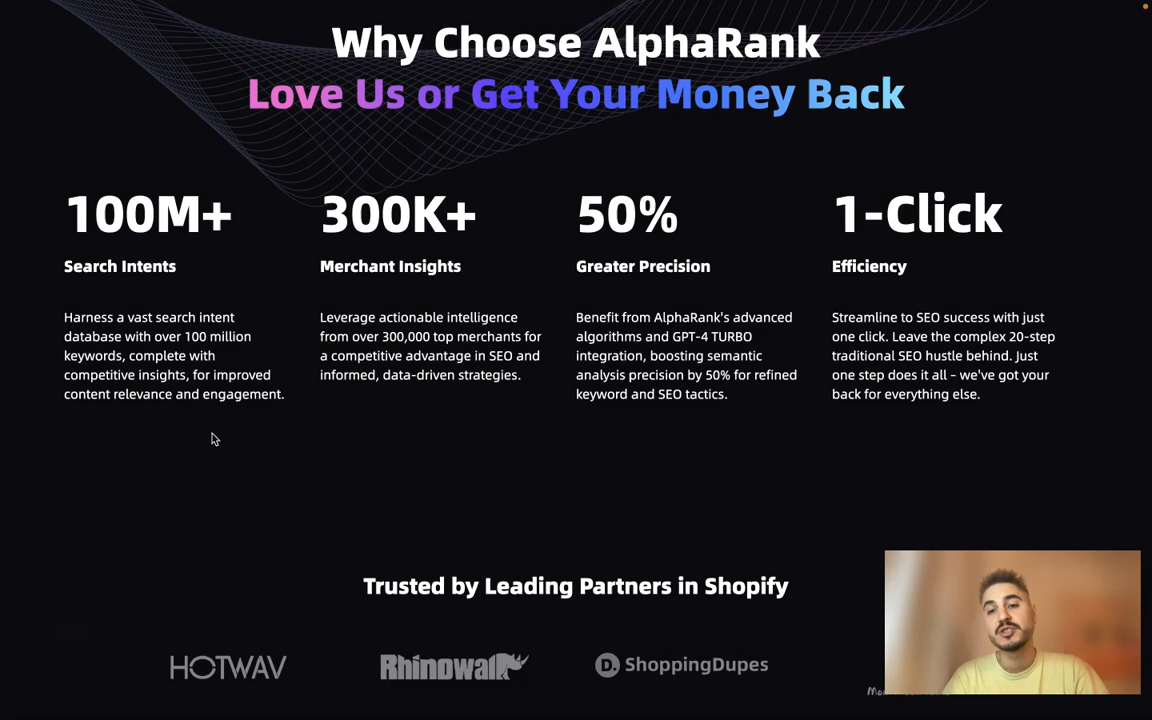 Why Choose AlphaRank
Love Us or Get Your Money Back
100M+
Search Intents
Harness a vast search intent
database with over 100 million
keywords, complete with
competitive insights, for improved
content relevance and engagement.
300K+
Merchant Insights
Leverage actionable intelligence
from over 300,000 top merchants for
a competitive advantage in SEO and
informed, data-driven strategies.
50%
Greater Precision
Benefit from AlphaRank's advanced
algorithms and GPT-4 TURBO
integration, boosting semantic
analysis precision by 50% for refined
keyword and SEO tactics.
1-Click
Efficiency
Streamline to SEO success with just
one click. Leave the complex 20-step
traditional SEO hustle behind. Just
one step does it all – we've got your
back for everything else.
Trusted by Leading Partners in Shopify
HOTWAV
Rhinowalk
D. ShoppingDupes